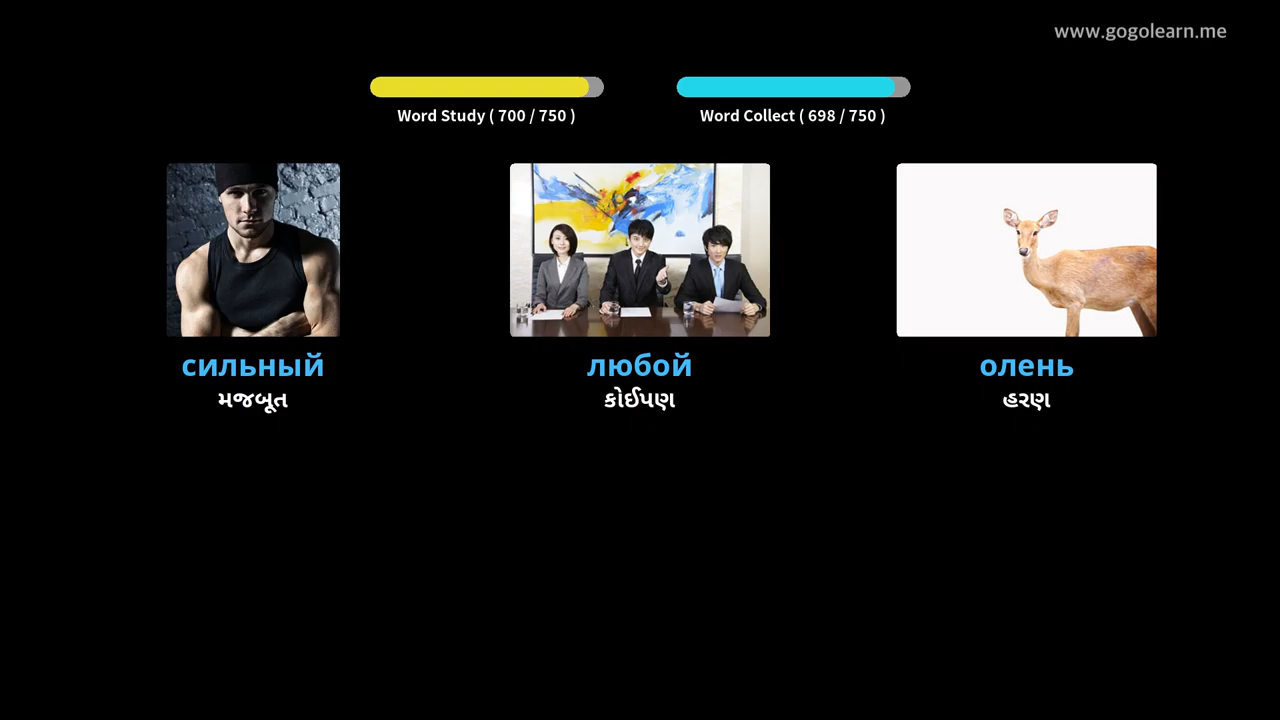 www.gogolearn.me
Word Study ( 700 / 750 )
Word Collect ( 698 / 750 )
сильный
મજબૂત
любой
કોઈપણ
олень
હરણ